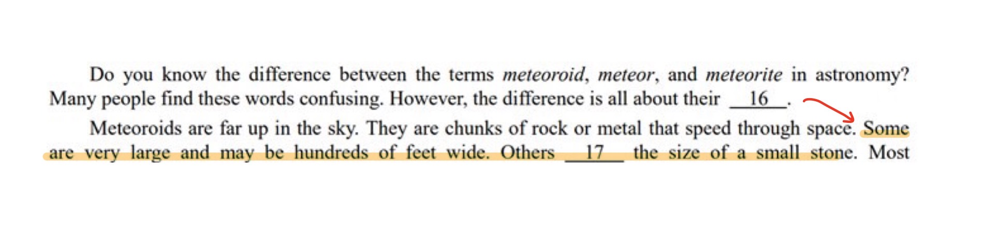 Do you know the difference between the terms meteoroid, meteor, and meteorite in astronomy?
Many people find these words confusing. However, the difference is all about their 16.
Meteoroids are far up in the sky. They are chunks of rock or metal that speed through space. Some
are very large and may be hundreds of feet wide. Others 17 the size of a small stone. Most